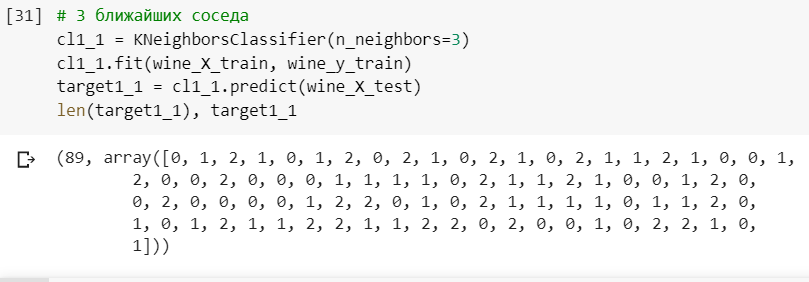 [31] # 3 ближайших соседа
cl1_1 = KNeighborsClassifier(n_neighbors=3)
cl1_1.fit(wine_X_train, wine_y_train)
target1_1 = cl1_1.predict(wine_X_test)
len(target1_1), target1_1
(89, array([0, 1, 2, 1, 0, 1, 2, 0, 2, 1, 0, 2, 1, 0, 2, 1, 1, 2, 1, 0, 0, 1,
2, 0, 0, 2, 0, 0, 0, 1, 1, 1, 1, 0, 2, 1, 1, 2, 1, 0, 0, 1, 2, 0,
0, 2, 0, 0, 0, 0, 1, 2, 2, 0, 1, 0, 2, 1, 1, 1, 1, 0, 1, 1, 2, 0,
1, 0, 1, 2, 1, 1, 2, 2, 1, 1, 2, 2, 0, 2, 0, 0, 1, 0, 2, 2, 1, 0,
1]))